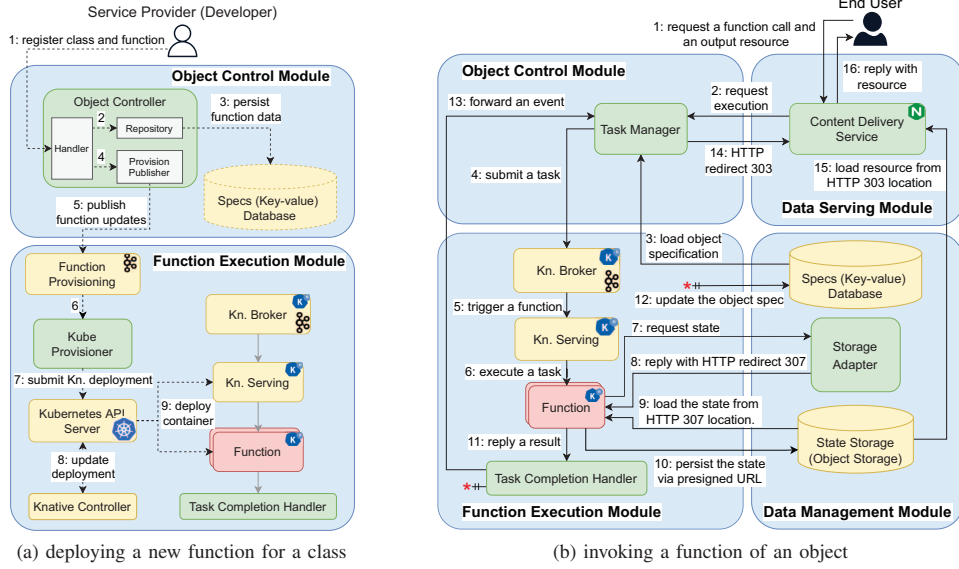 Service Provider (Developer)
1: register class and function
Object Control Module
Object Controller
Handler
2
Repository
4
Provision
Publisher
3: persist
function data
Specs (Key-value)
Database
5: publish
function updates
Function Execution Module
Function
Provisioning
6
Kube
Provisioner
7: submit Kn. deployment
Kubernetes API
Server
8: update
deployment
Knative Controller
9: deploy
container
Kn. Broker
Kn. Serving
Function
Task Completion Handler
(a) deploying a new function for a class
End User
1: request a function call and
an output resource
16: reply with
resource
Object Control Module
13: forward an event
Task Manager
2: request
execution
14: HTTP
redirect 303
4: submit a task
Content Delivery
Service
N
15: load resource from
HTTP 303 location
Data Serving Module
3: load object
specification
Kn. Broker
5: trigger a function
Kn. Serving
6: execute a task
Function
11: reply a result
Task Completion Handler
*
Function Execution Module
Specs (Key-value)
Database
*
12: update the object spec
7: request state
Storage
Adapter
8: reply with HTTP redirect 307
9: load the state from
HTTP 307 location.
State Storage
(Object Storage)
10: persist the state
via presigned URL
Data Management Module
(b) invoking a function of an object